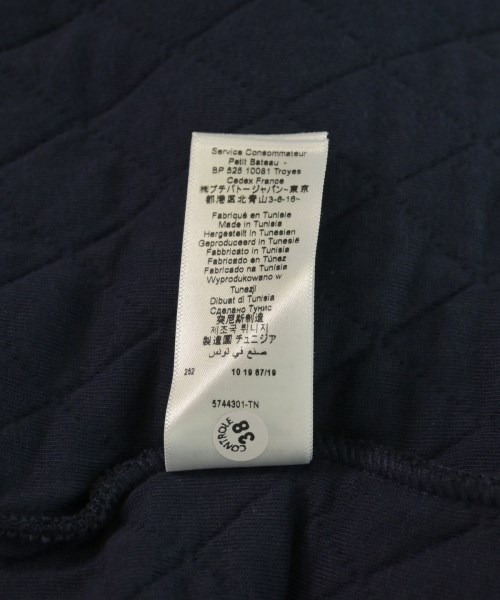 Service Consommateur
Petit Bateau -
BP 525 10081 Troyes
Cedex France
㈱プチバトージャパン~東京
都港区北青山3-6-16~
Fabriqué en Tunisie
Made in Tunisia
Hergestellt in Tunesien
Geproduceerd in Tunesië
Fabbricato in Tunisia
Fabricado en Túnez
Fabricado na Tunísia
Wyprodukowano w
Tunezji
Dibuat di Tunisia
Сделано Тунис
突尼斯制造
제조국 튀니지
製造國 チュニジア
صنع في تونس
252 10 19 67/19
5744301-TN
38
CONTROLE